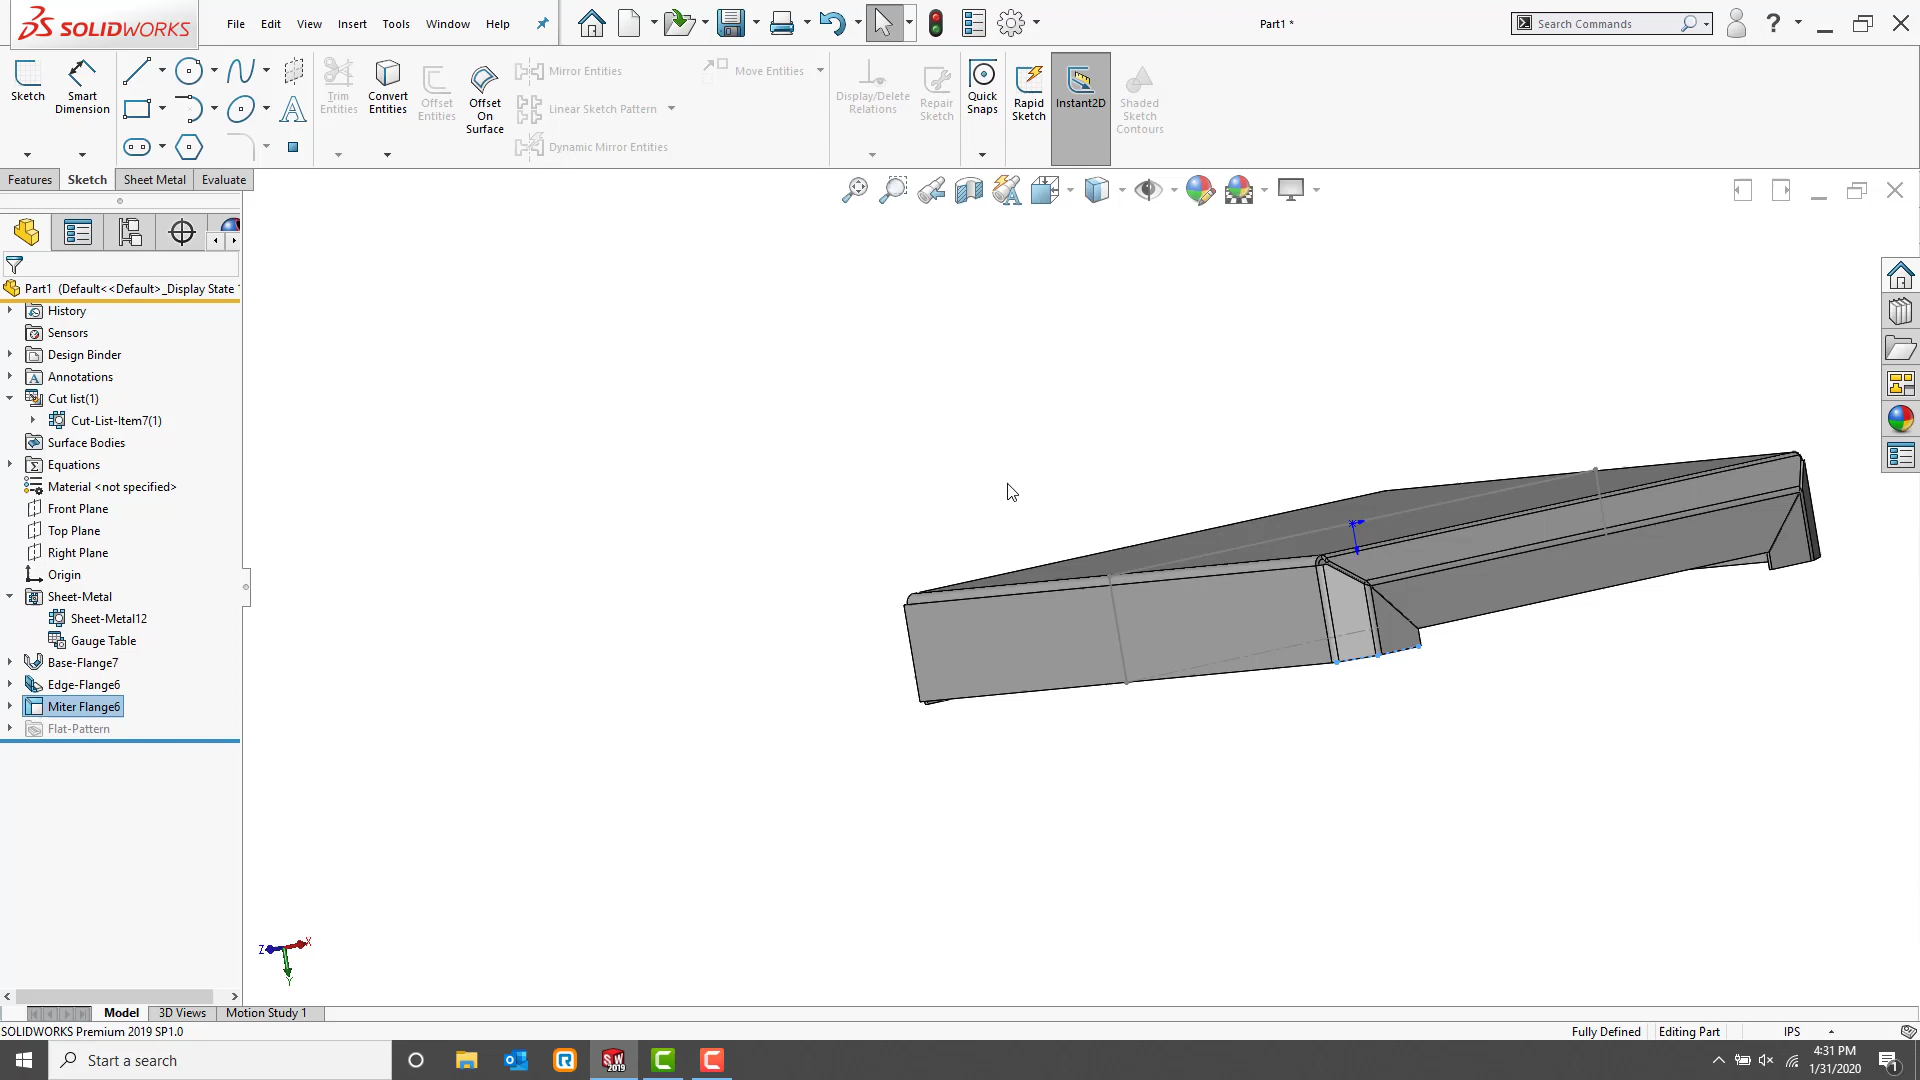 SOLIDWORKS
File Edit View Insert Tools Window Help
Part1 *
Search Commands
Sketch
Smart Dimension
Trim Entities
Convert Entities
Offset Entities
Offset On Surface
Mirror Entities
Linear Sketch Pattern
Dynamic Mirror Entities
Move Entities
Display/Delete Relations
Repair Sketch
Quick Snaps
Rapid Sketch
Instant2D
Shaded Sketch Contours
Features Sketch Sheet Metal Evaluate
Part1 (Default<<Default>_Display State
History
Sensors
Design Binder
Annotations
Cut list(1)
Cut-List-Item7(1)
Surface Bodies
Equations
Material <not specified>
Front Plane
Top Plane
Right Plane
Origin
Sheet-Metal
Sheet-Metal12
Gauge Table
Base-Flange7
Edge-Flange6
Miter Flange6
Flat-Pattern
Z X
Y
Model 3D Views Motion Study 1
SOLIDWORKS Premium 2019 SP1.0
Fully Defined Editing Part IPS
Start a search
SW 2019
4:31 PM
1/31/2020
1